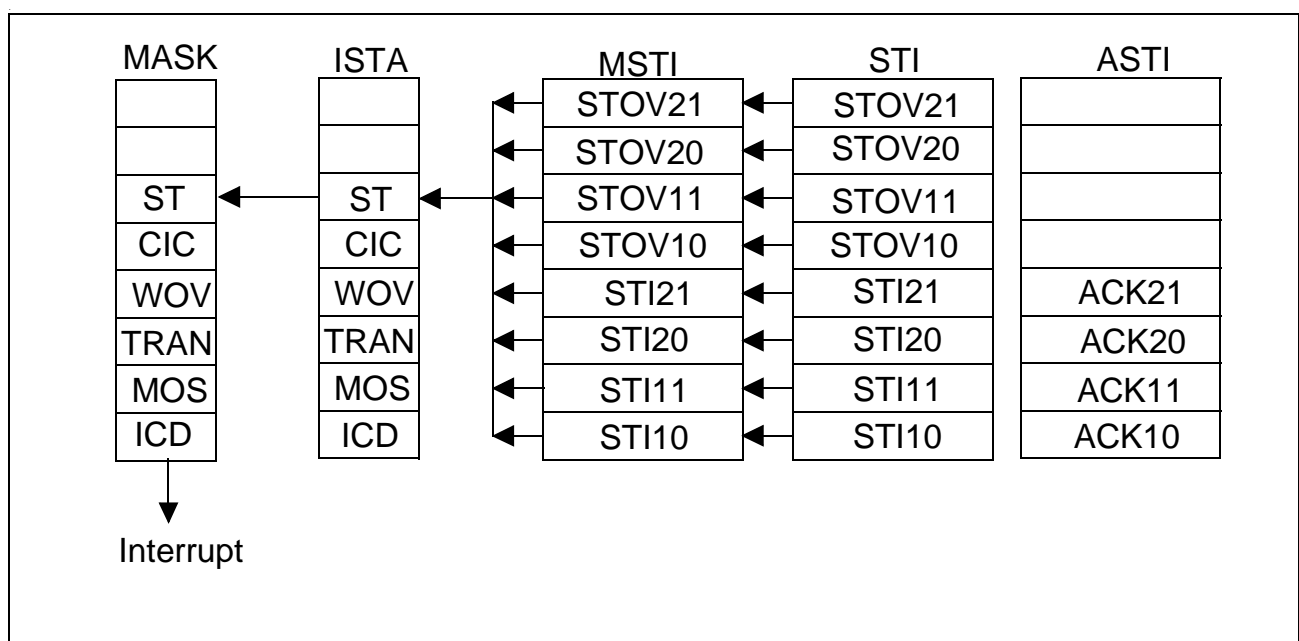 MASK ISTA MSTI STI ASTI
STOV21 STOV21
STOV20 STOV20
ST ST STOV11 STOV11
CIC CIC STOV10 STOV10
WOV WOV STI21 STI21 ACK21
TRAN TRAN STI20 STI20 ACK20
MOS MOS STI11 STI11 ACK11
ICD ICD STI10 STI10 ACK10
Interrupt